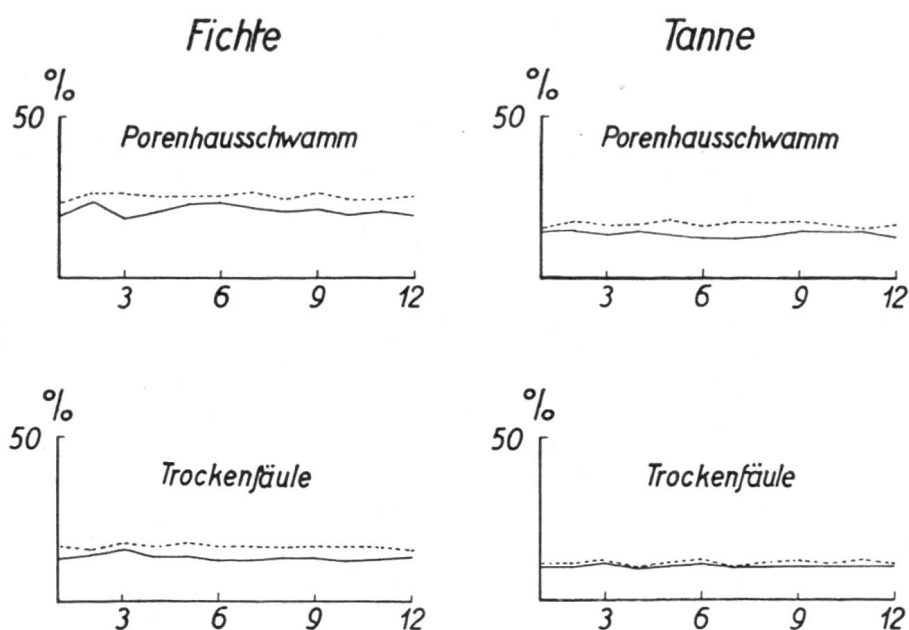 Fichte
%
50
Porenhausschwamm
3 6 9 12
Tanne
%
50
Porenhausschwamm
3 6 9 12
%
50
Trockenfäule
3 6 9 12
%
50
Trockenfäule
3 6 9 12